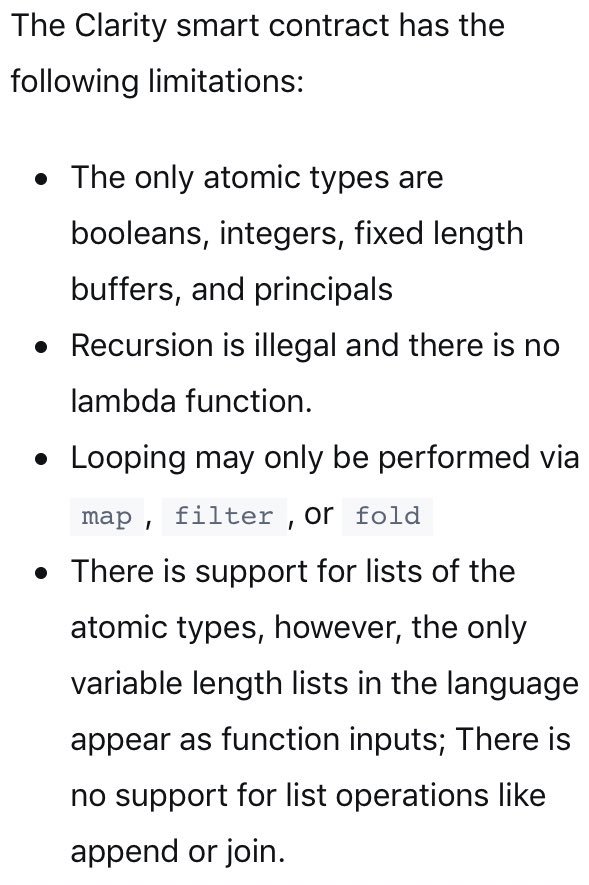 The Clarity smart contract has the
following limitations:
• The only atomic types are
booleans, integers, fixed length
buffers, and principals
• Recursion is illegal and there is no
lambda function.
• Looping may only be performed via
map , filter , or fold
• There is support for lists of the
atomic types, however, the only
variable length lists in the language
appear as function inputs; There is
no support for list operations like
append or join.